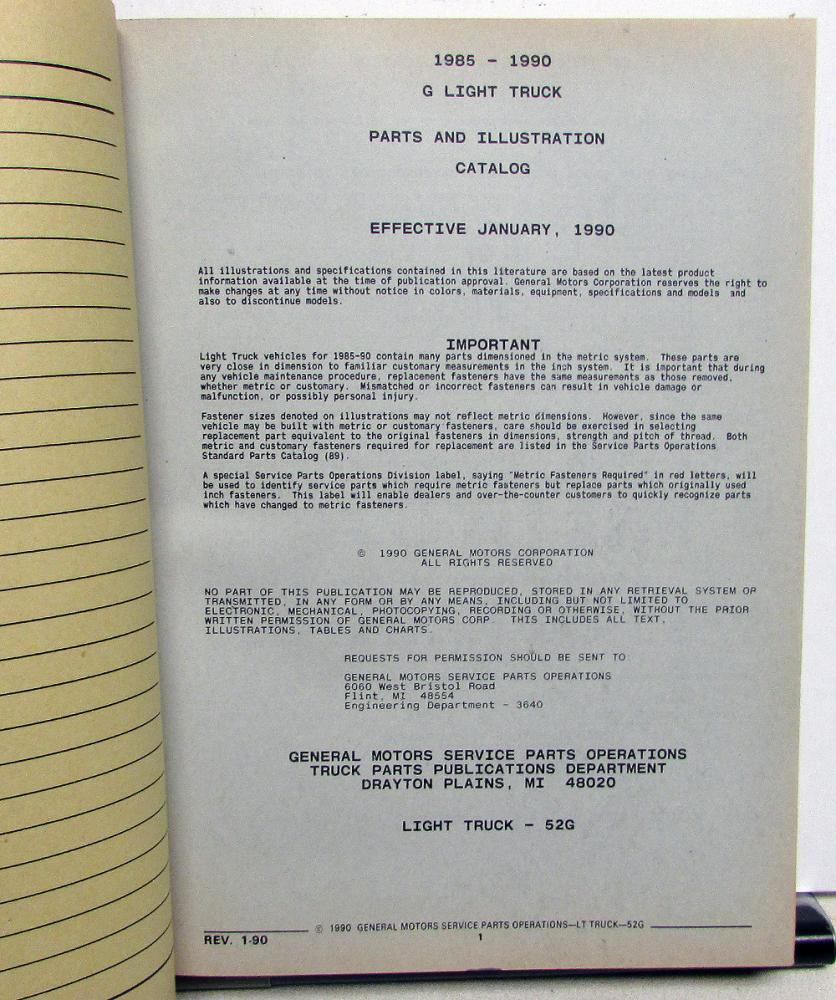 1985 - 1990
G LIGHT TRUCK
PARTS AND ILLUSTRATION
CATALOG
EFFECTIVE JANUARY, 1990
All illustrations and specifications contained in this literature are based on the latest product
information available at the time of publication approval. General Motors Corporation reserves the right to
make changes at any time without notice in colors, materials, equipment, specifications and models and
also to discontinue models.
IMPORTANT
Light Truck vehicles for 1985-90 contain many parts dimensioned in the metric system. These parts are
very close in dimension to familiar customary measurements in the inch system. It is important that during
any vehicle maintenance procedure, replacement fasteners have the same measurements as those removed,
whether metric or customary. Mismatched or incorrect fasteners can result in vehicle damage or
malfunction, or possibly personal injury.
Fastener sizes denoted on illustrations may not reflect metric dimensions. However, since the same
vehicle may be built with metric or customary fasteners, care should be exercised in selecting
replacement part equivalent to the original fasteners in dimensions, strength and pitch of thread. Both
metric and customary fasteners required for replacement are listed in the Service Parts Operations
Standard Parts Catalog (89).
A special Service Parts Operations Division label, saying "Metric Fasteners Required" in red letters, will
be used to identify service parts which require metric fasteners but replace parts which originally used
inch fasteners. This label will enable dealers and over-the-counter customers to quickly recognize parts
which have changed to metric fasteners.
© 1990 GENERAL MOTORS CORPORATION
ALL RIGHTS RESERVED
NO PART OF THIS PUBLICATION MAY BE REPRODUCED, STORED IN ANY RETRIEVAL SYSTEM OR
TRANSMITTED, IN ANY FORM OR BY ANY MEANS, INCLUDING BUT NOT LIMITED TO
ELECTRONIC, MECHANICAL, PHOTOCOPYING, RECORDING OR OTHERWISE, WITHOUT THE PRIOR
WRITTEN PERMISSION OF GENERAL MOTORS CORP. THIS INCLUDES ALL TEXT,
ILLUSTRATIONS, TABLES AND CHARTS.
REQUESTS FOR PERMISSION SHOULD BE SENT TO:
GENERAL MOTORS SERVICE PARTS OPERATIONS
6060 West Bristol Road
Flint, MI 48554
Engineering Department - 3640
GENERAL MOTORS SERVICE PARTS OPERATIONS
TRUCK PARTS PUBLICATIONS DEPARTMENT
DRAYTON PLAINS, MI 48020
LIGHT TRUCK - 52G
© 1990 GENERAL MOTORS SERVICE PARTS OPERATIONS—LT TRUCK—52G
REV. 1-90
1